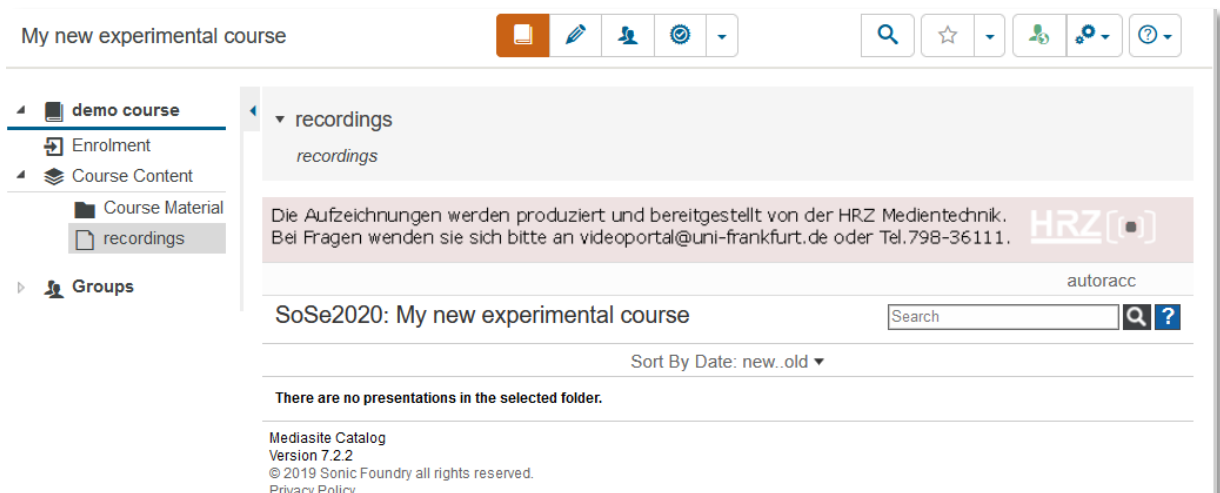 My new experimental course
demo course
Enrolment
Course Content
Course Material
recordings
Groups
recordings
recordings
Die Aufzeichnungen werden produziert und bereitgestellt von der HRZ Medientechnik.
Bei Fragen wenden sie sich bitte an videoportal@uni-frankfurt.de oder Tel.798-36111.
HRZ
autoracc
SoSe2020: My new experimental course
Search
?
Sort By Date: new..old
There are no presentations in the selected folder.
Mediasite Catalog
Version 7.2.2
© 2019 Sonic Foundry all rights reserved.
Privacy Policy